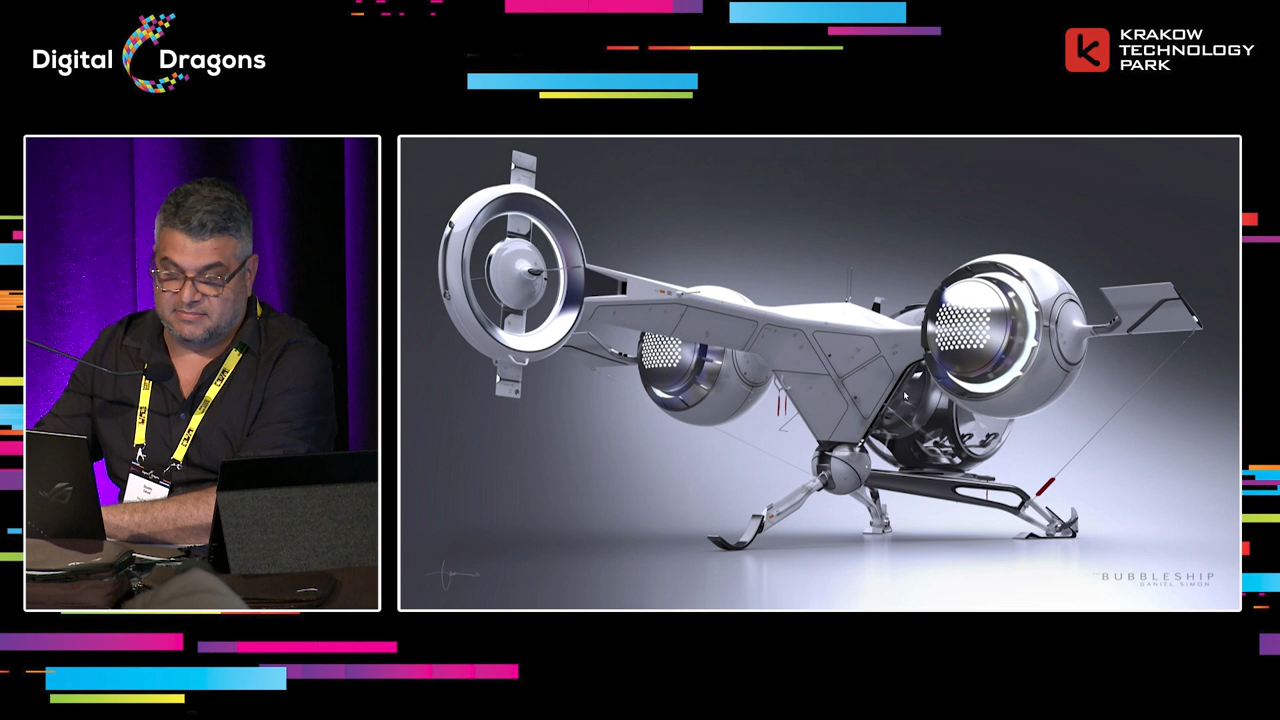 Digital Dragons
KRAKOW
TECHNOLOGY
PARK
BUBBLESHIP
DANIEL SIMON